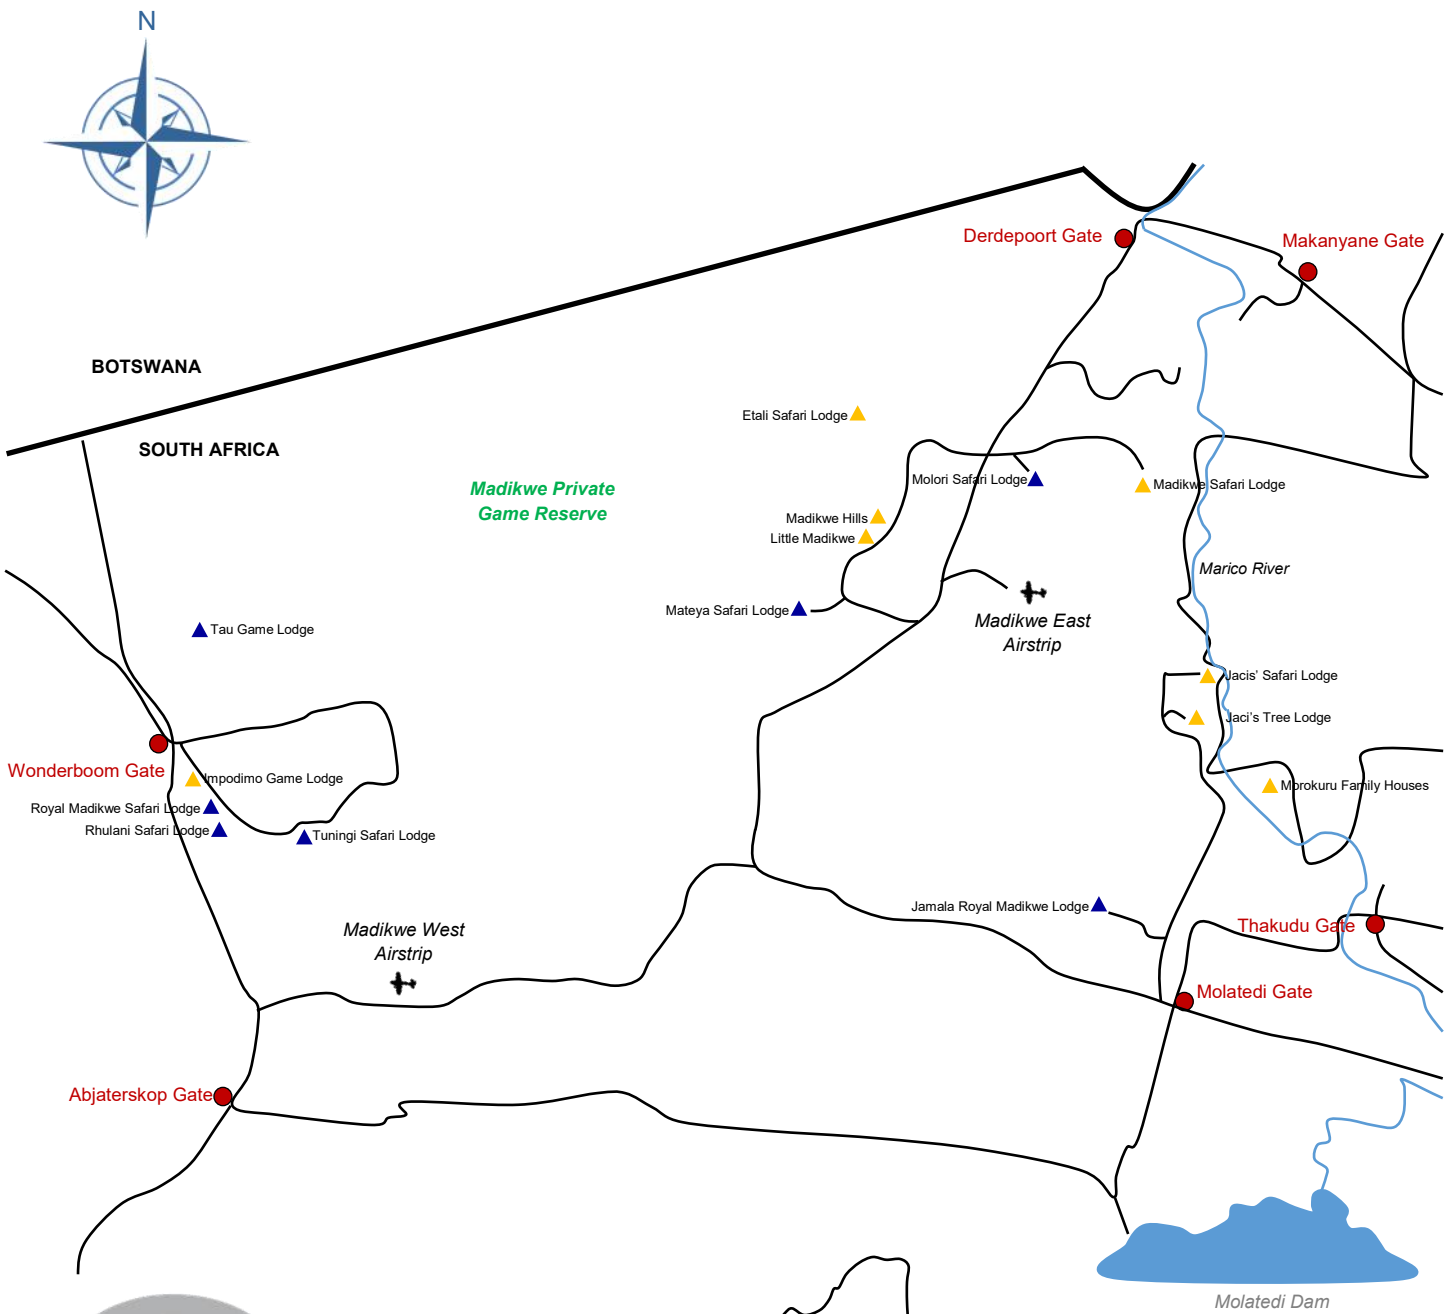 N
Derdepoort Gate
Makanyane Gate
BOTSWANA
SOUTH AFRICA
Etali Safari Lodge
Madikwe Private
Game Reserve
Molori Safari Lodge
Madikwe Safari Lodge
Madikwe Hills
Little Madikwe
Marico River
Mateya Safari Lodge
Madikwe East
Airstrip
Tau Game Lodge
Jacis' Safari Lodge
Jaci's Tree Lodge
Wonderboom Gate
Impodimo Game Lodge
Morokuru Family Houses
Royal Madikwe Safari Lodge
Rhulani Safari Lodge
Tuningi Safari Lodge
Jamala Royal Madikwe Lodge
Madikwe West
Airstrip
Thakudu Gate
Molatedi Gate
Abjaterskop Gate
Molatedi Dam